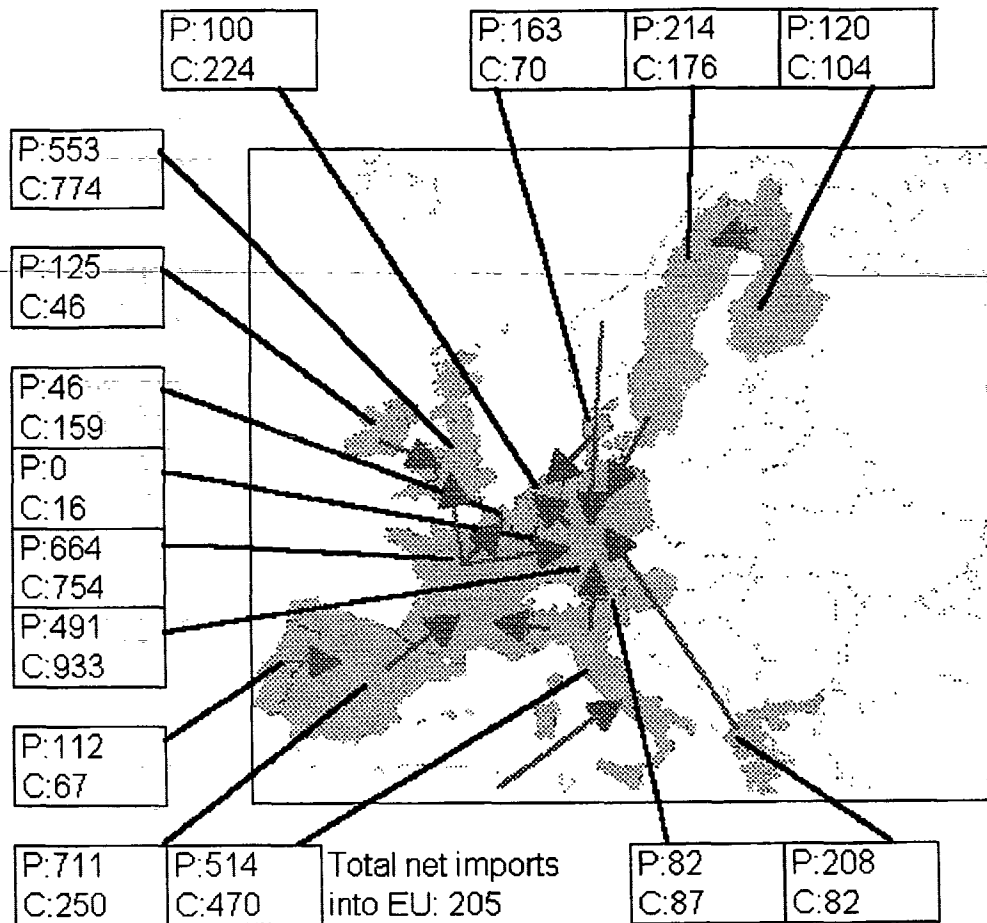 P:100
C:224
P:163
C:70
P:214
C:176
P:120
C:104
P:553
C:774
P:125
C:46
P:46
C:159
P:0
C:16
P:664
C:754
P:491
C:933
P:112
C:67
P:711
C:250
P:514
C:470
Total net imports
into EU: 205
P:82
C:87
P:208
C:82